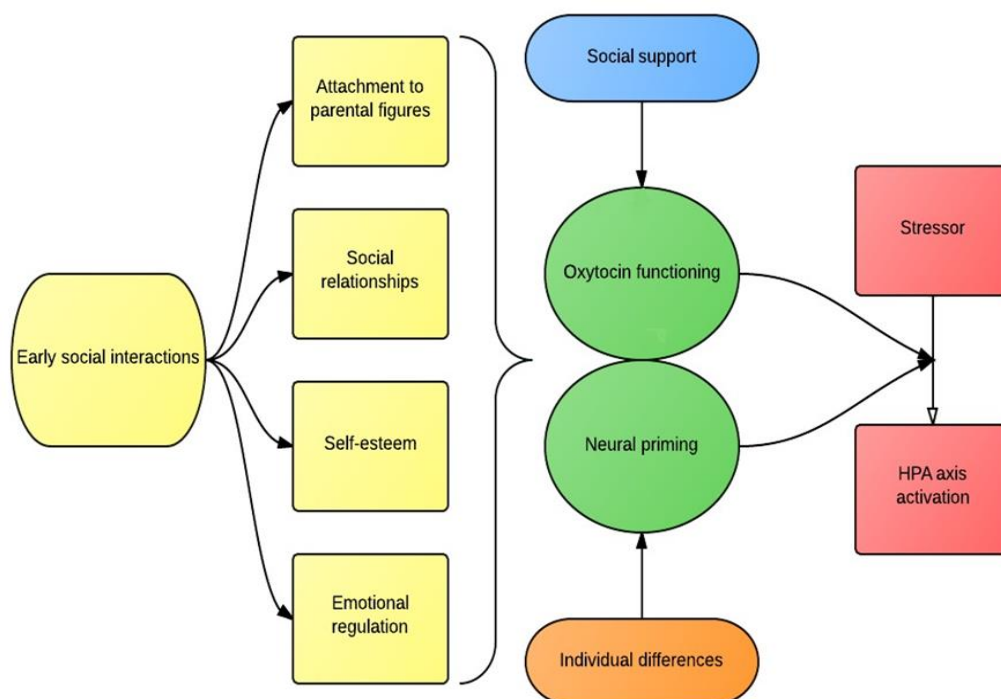 Early social interactions
Attachment to
parental figures
Social
relationships
Self-esteem
Emotional
regulation
Social support
Oxytocin functioning
Neural priming
Individual differences
Stressor
HPA axis
activation